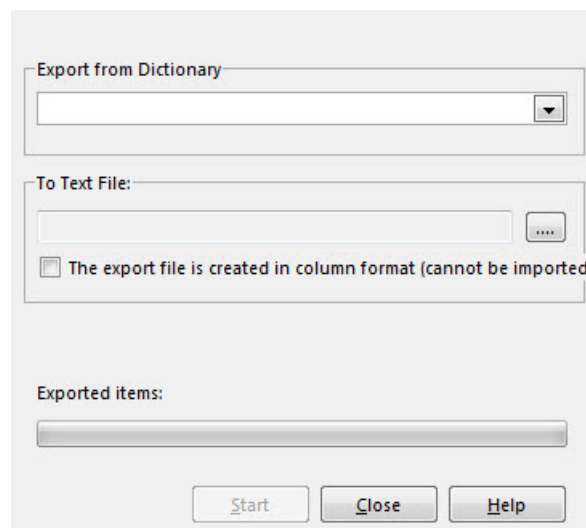 Export from Dictionary
To Text File:
....
The export file is created in column format (cannot be imported
Exported items:
Start
Close
Help